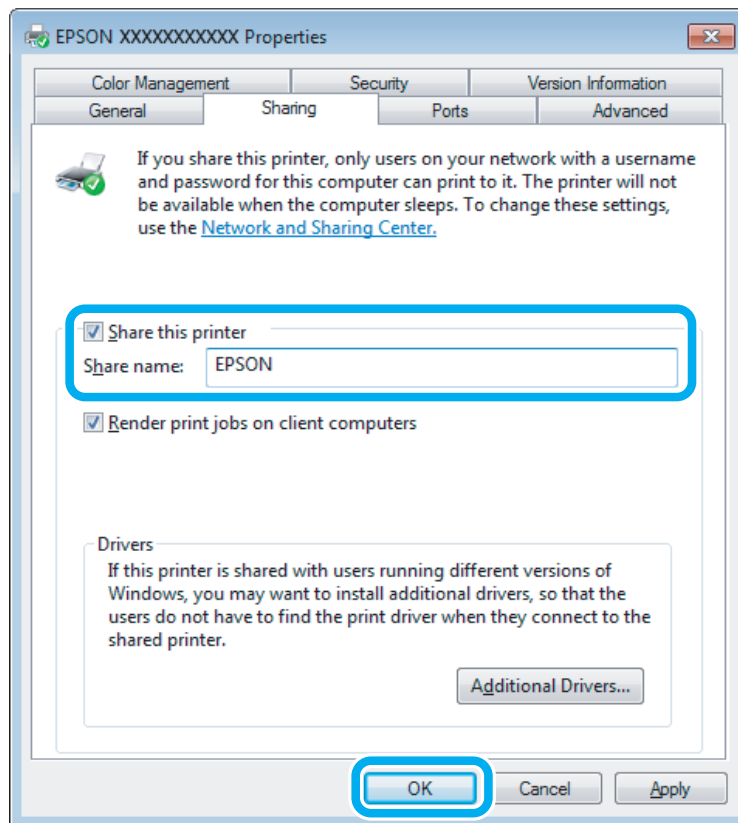 EPSON XXXXXXXXXXX Properties
Color Management Security Version Information
General Sharing Ports Advanced
If you share this printer, only users on your network with a username
and password for this computer can print to it. The printer will not
be available when the computer sleeps. To change these settings,
use the Network and Sharing Center.
Share this printer
Share name: EPSON
Render print jobs on client computers
Drivers
If this printer is shared with users running different versions of
Windows, you may want to install additional drivers, so that the
users do not have to find the print driver when they connect to the
shared printer.
Additional Drivers...
OK Cancel Apply